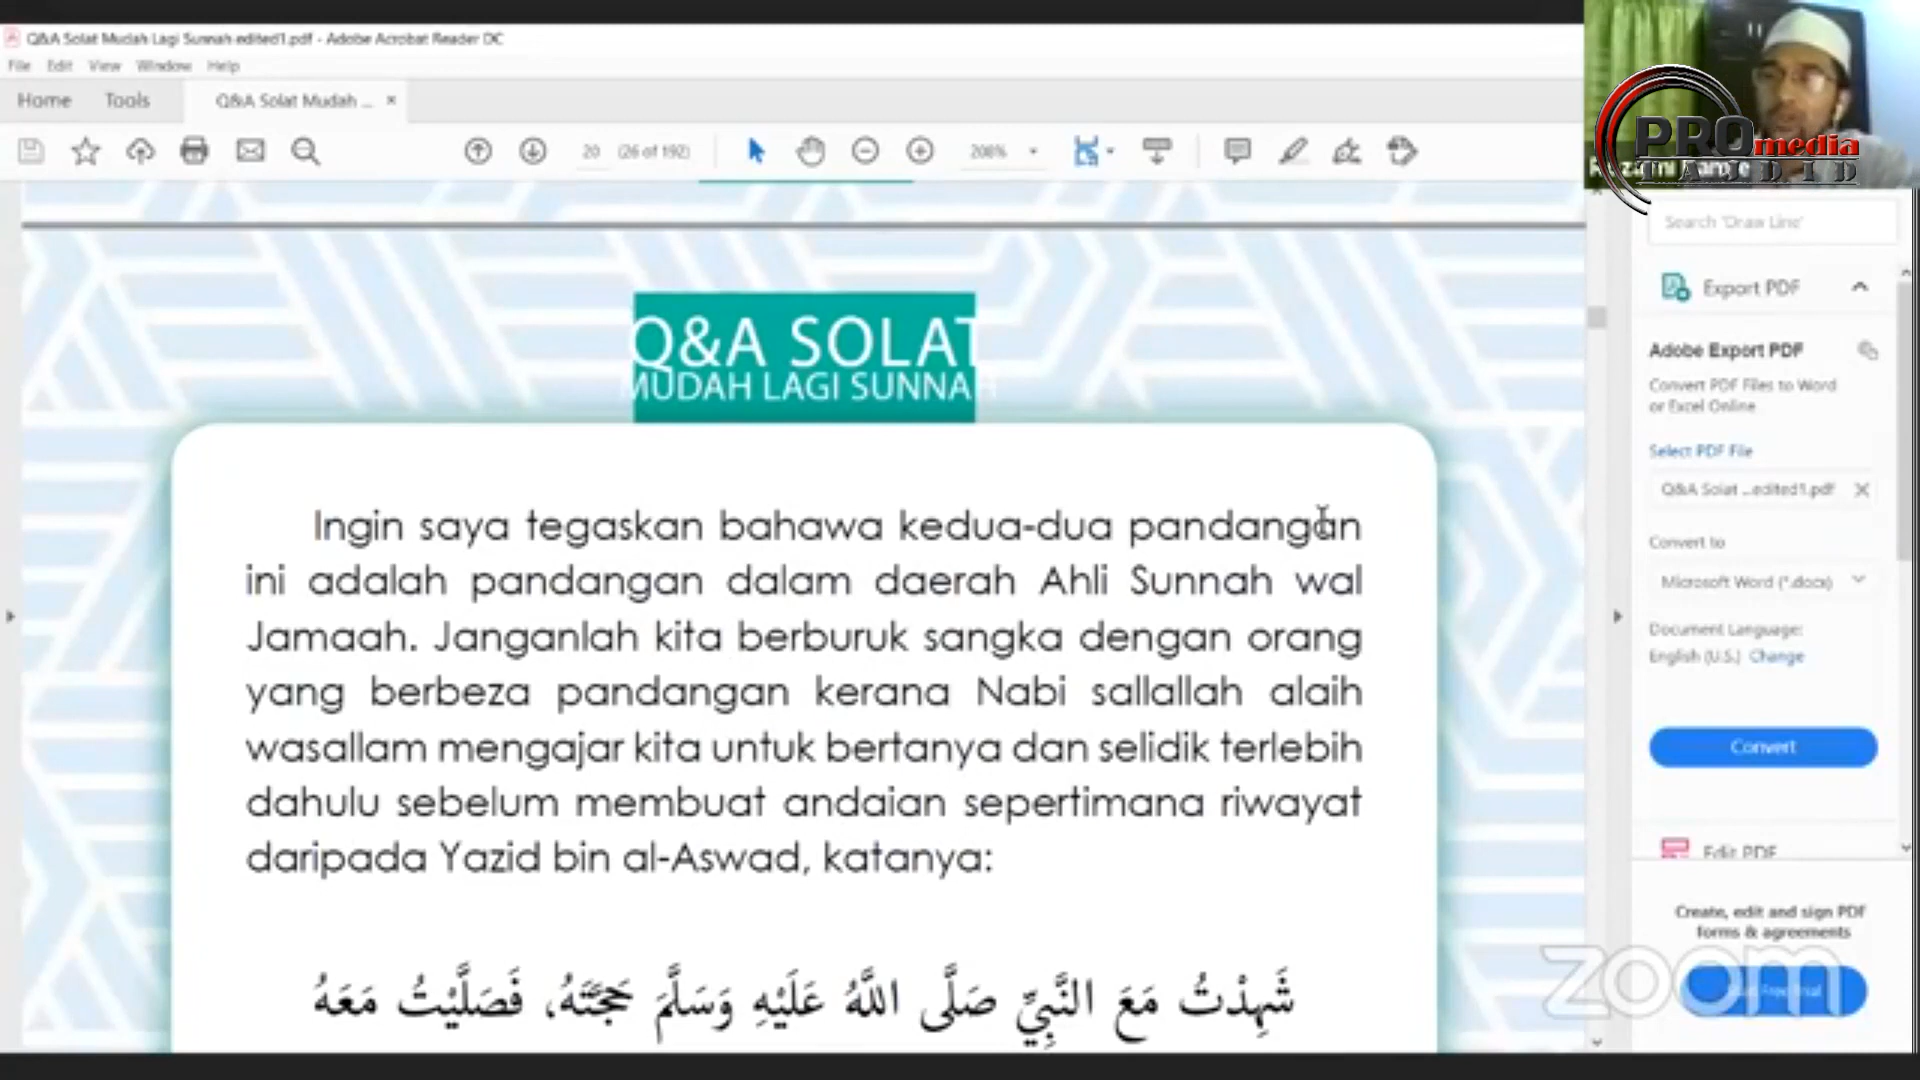 Q&A Solat Mudah Lagi Sunnah edited1.pdf - Adobe Acrobat Reader DC
File Edit View Window Help
Home Tools Q&A Solat Mudah ... ×
20 (26 of 192) 208%
PROmedia
TAJDID
Search 'Draw Line'
Export PDF
Adobe Export PDF
Convert PDF Files to Word
or Excel Online
Select PDF File
Q&A Solat ...edited1.pdf
Convert to
Microsoft Word (*.docx)
Document Language:
English (U.S.) Change
Convert
Edit PDF
Create, edit and sign PDF
forms & agreements
zoom
Q&A SOLAT
MUDAH LAGI SUNNAH
Ingin saya tegaskan bahawa kedua-dua pandangan
ini adalah pandangan dalam daerah Ahli Sunnah wal
Jamaah. Janganlah kita berburuk sangka dengan orang
yang berbeza pandangan kerana Nabi sallallah alaih
wasallam mengajar kita untuk bertanya dan selidik terlebih
dahulu sebelum membuat andaian sepertimana riwayat
daripada Yazid bin al-Aswad, katanya:
شَهِدْتُ مَعَ النَّبِيِّ صَلَّى اللَّهُ عَلَيْهِ وَسَلَّمَ حَجَّتَهُ، فَصَلَّيْتُ مَعَهُ